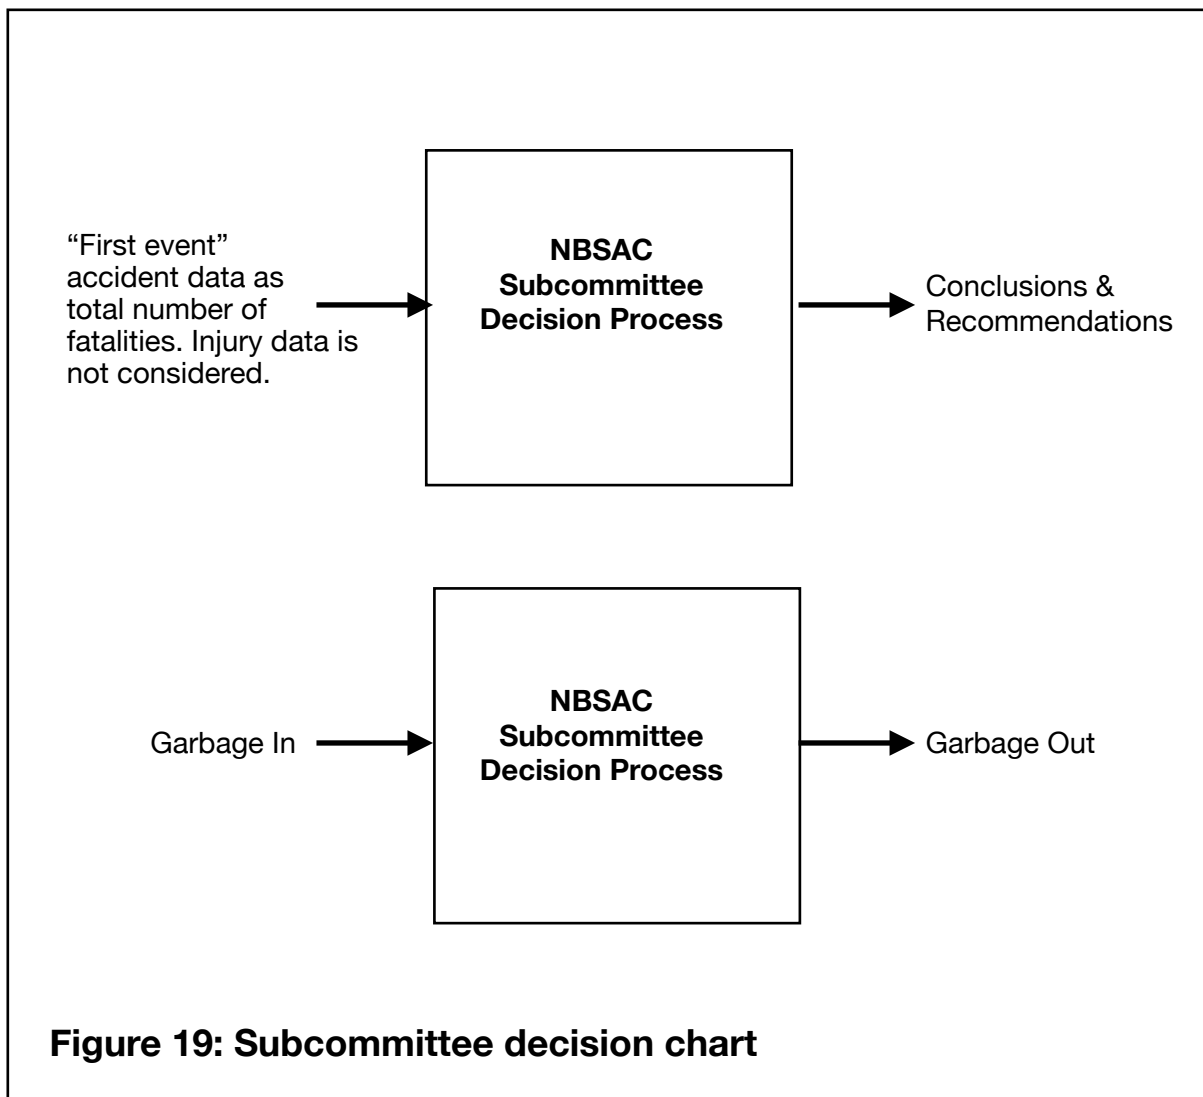 “First event”
accident data as
total number of
fatalities. Injury data is
not considered.
NBSAC
Subcommittee
Decision Process
Conclusions &
Recommendations
Garbage In
NBSAC
Subcommittee
Decision Process
Garbage Out
Figure 19: Subcommittee decision chart